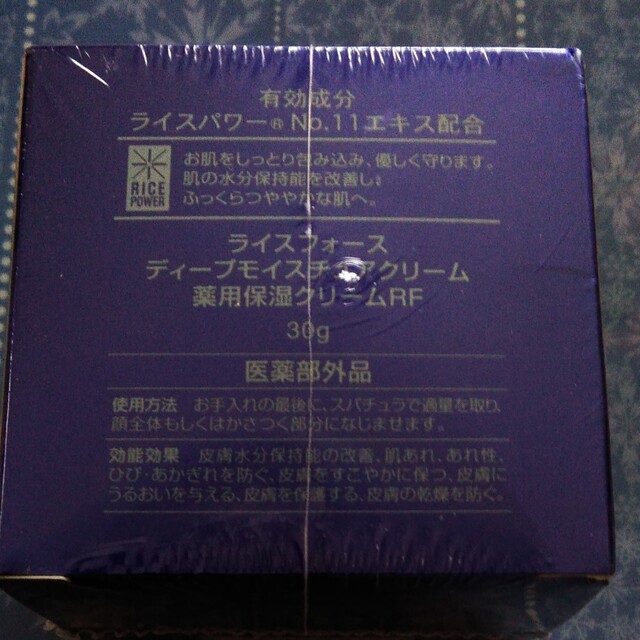 有効成分
ライスパワー® No.11エキス配合
RICE POWER
お肌をしっとり包み込み、優しく守ります。
肌の水分保持能を改善し、
ふっくらつややかな肌へ。
ライスフォース
ディープモイスチュアクリーム
薬用保湿クリームRF
30g
医薬部外品
使用方法 お手入れの最後に、スパチュラで適量を取り、
顔全体もしくはかさつく部分になじませます。
効能効果 皮膚水分保持能の改善、肌あれ、あれ性、
ひび、あかぎれを防ぐ、皮膚をすこやかに保つ、皮膚に
うるおいを与える、皮膚を保護する、皮膚の乾燥を防ぐ。